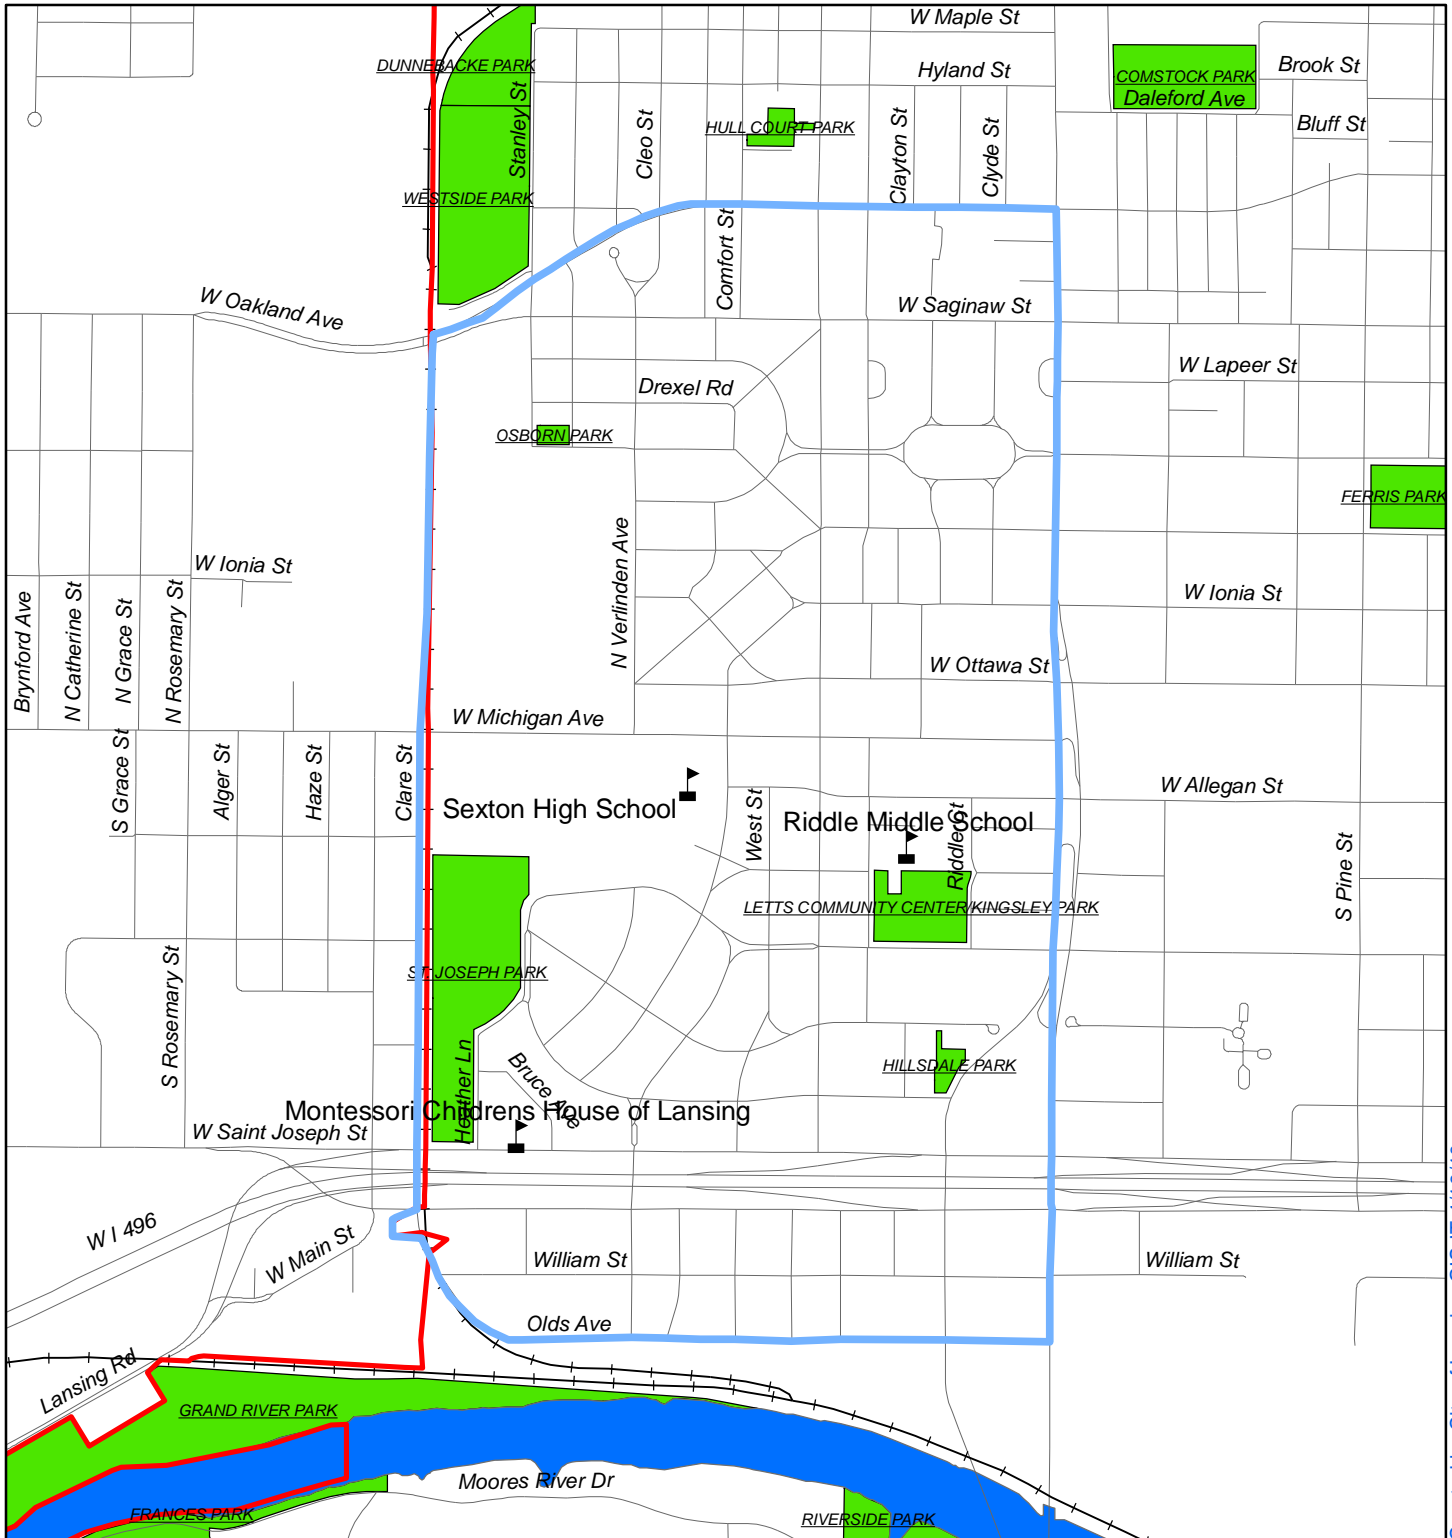 W Maple St
DUNNEBACKE PARK
Hyland St
COMSTOCK PARK
Brook St
Daleford Ave
Stanley St
Cleo St
HULL COURT PARK
Clayton St
Clyde St
Bluff St
WESTSIDE PARK
Comfort St
W Oakland Ave
W Saginaw St
W Lapeer St
Drexel Rd
OSBORN PARK
FERRIS PARK
N Verlinden Ave
W Ionia St
W Ionia St
Brynford Ave
N Catherine St
N Grace St
N Rosemary St
W Ottawa St
W Michigan Ave
S Grace St
Alger St
Haze St
Clare St
W Allegan St
Sexton High School
West St
Riddle Middle School
Riddle St
S Pine St
LETTS COMMUNITY CENTER/KINGSLEY PARK
S Rosemary St
ST. JOSEPH PARK
Heather Ln
Bruce Ave
HILLSDALE PARK
Montessori Childrens House of Lansing
W Saint Joseph St
W I 496
W Main St
William St
William St
Olds Ave
Lansing Rd
GRAND RIVER PARK
Moores River Dr
FRANCES PARK
RIVERSIDE PARK